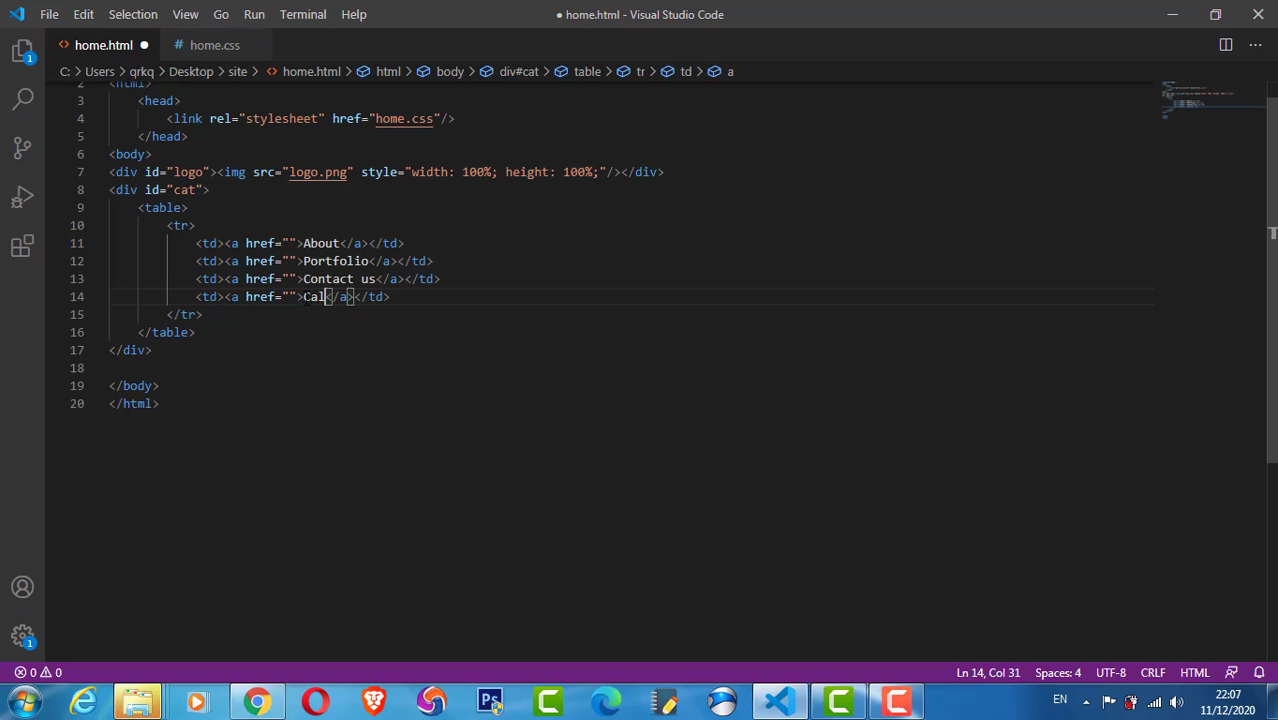 File Edit Selection View Go Run Terminal Help
● home.html - Visual Studio Code
home.html ●
# home.css
C: > Users > qrkq > Desktop > site > home.html > html > body > div#cat > table > tr > td > a
2 <html>
3 <head>
4 <link rel="stylesheet" href="home.css"/>
5 </head>
6 <body>
7 <div id="logo"><img src="logo.png" style="width: 100%; height: 100%;"/></div>
8 <div id="cat">
9 <table>
10 <tr>
11 <td><a href="">About</a></td>
12 <td><a href="">Portfolio</a></td>
13 <td><a href="">Contact us</a></td>
14 <td><a href="">Cal</a></td>
15 </tr>
16 </table>
17 </div>
18
19 </body>
20 </html>
1
1
0 0
Ln 14, Col 31 Spaces: 4 UTF-8 CRLF HTML
Ps
EN
22:07
11/12/2020